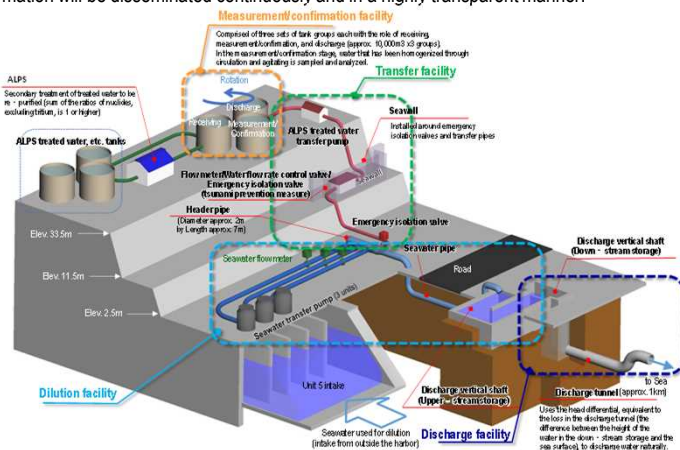 mation will be disseminated continuously and in a highly transparent manner.
Measurement/confirmation facility
Comprised of three sets of tank groups each with the role of receiving,
measurement/confirmation, and discharge (approx. 10,000m3 x3 groups).
In the measurement/confirmation stage, water that has been homogenized through
circulation and agitating is sampled and analyzed.
Transfer facility
ALPS
Secondary treatment of treated water to be
re - purified (sum of the ratios of nuclides,
excluding tritium, is 1 or higher)
Rotation
Discharge
Receiving
Measurement/
Confirmation
ALPS treated water, etc. tanks
ALPS treated water
transfer pump
Seawall
Installed around emergency
isolation valves and transfer pipes
Seawall
Flow meter/Water flow rate control valve/
Emergency isolation valve
(tsunami prevention measure)
Header pipe
(Diameter approx. 2m
by Length approx. 7m)
Emergency isolation valve
Elev. 33.5m
Seawater flow meter
Seawater pipe
Road
Discharge vertical shaft
(Down - stream storage)
Elev. 11.5m
Elev. 2.5m
Seawater transfer pump (3 units)
Unit 5 intake
Dilution facility
Discharge vertical shaft
(Upper - stream storage)
to Sea
Discharge tunnel (approx. 1km)
Uses the head differential, equivalent to
the loss in the discharge tunnel (the
difference between the height of
the water in the down - stream storage and the
sea surface), to discharge water naturally.
Seawater used for dilution
(intake from outside the harbor)
Discharge facility